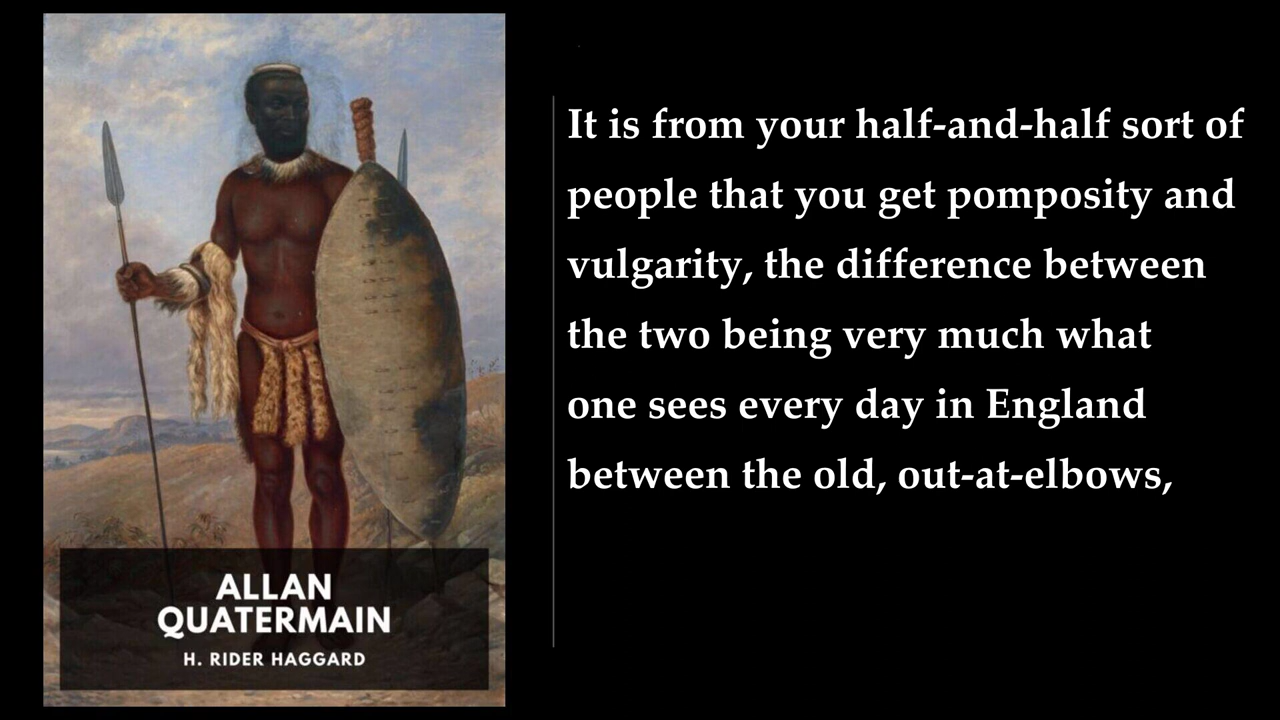 ALLAN
QUATERMAIN
H. RIDER HAGGARD
It is from your half-and-half sort of
people that you get pomposity and
vulgarity, the difference between
the two being very much what
one sees every day in England
between the old, out-at-elbows,